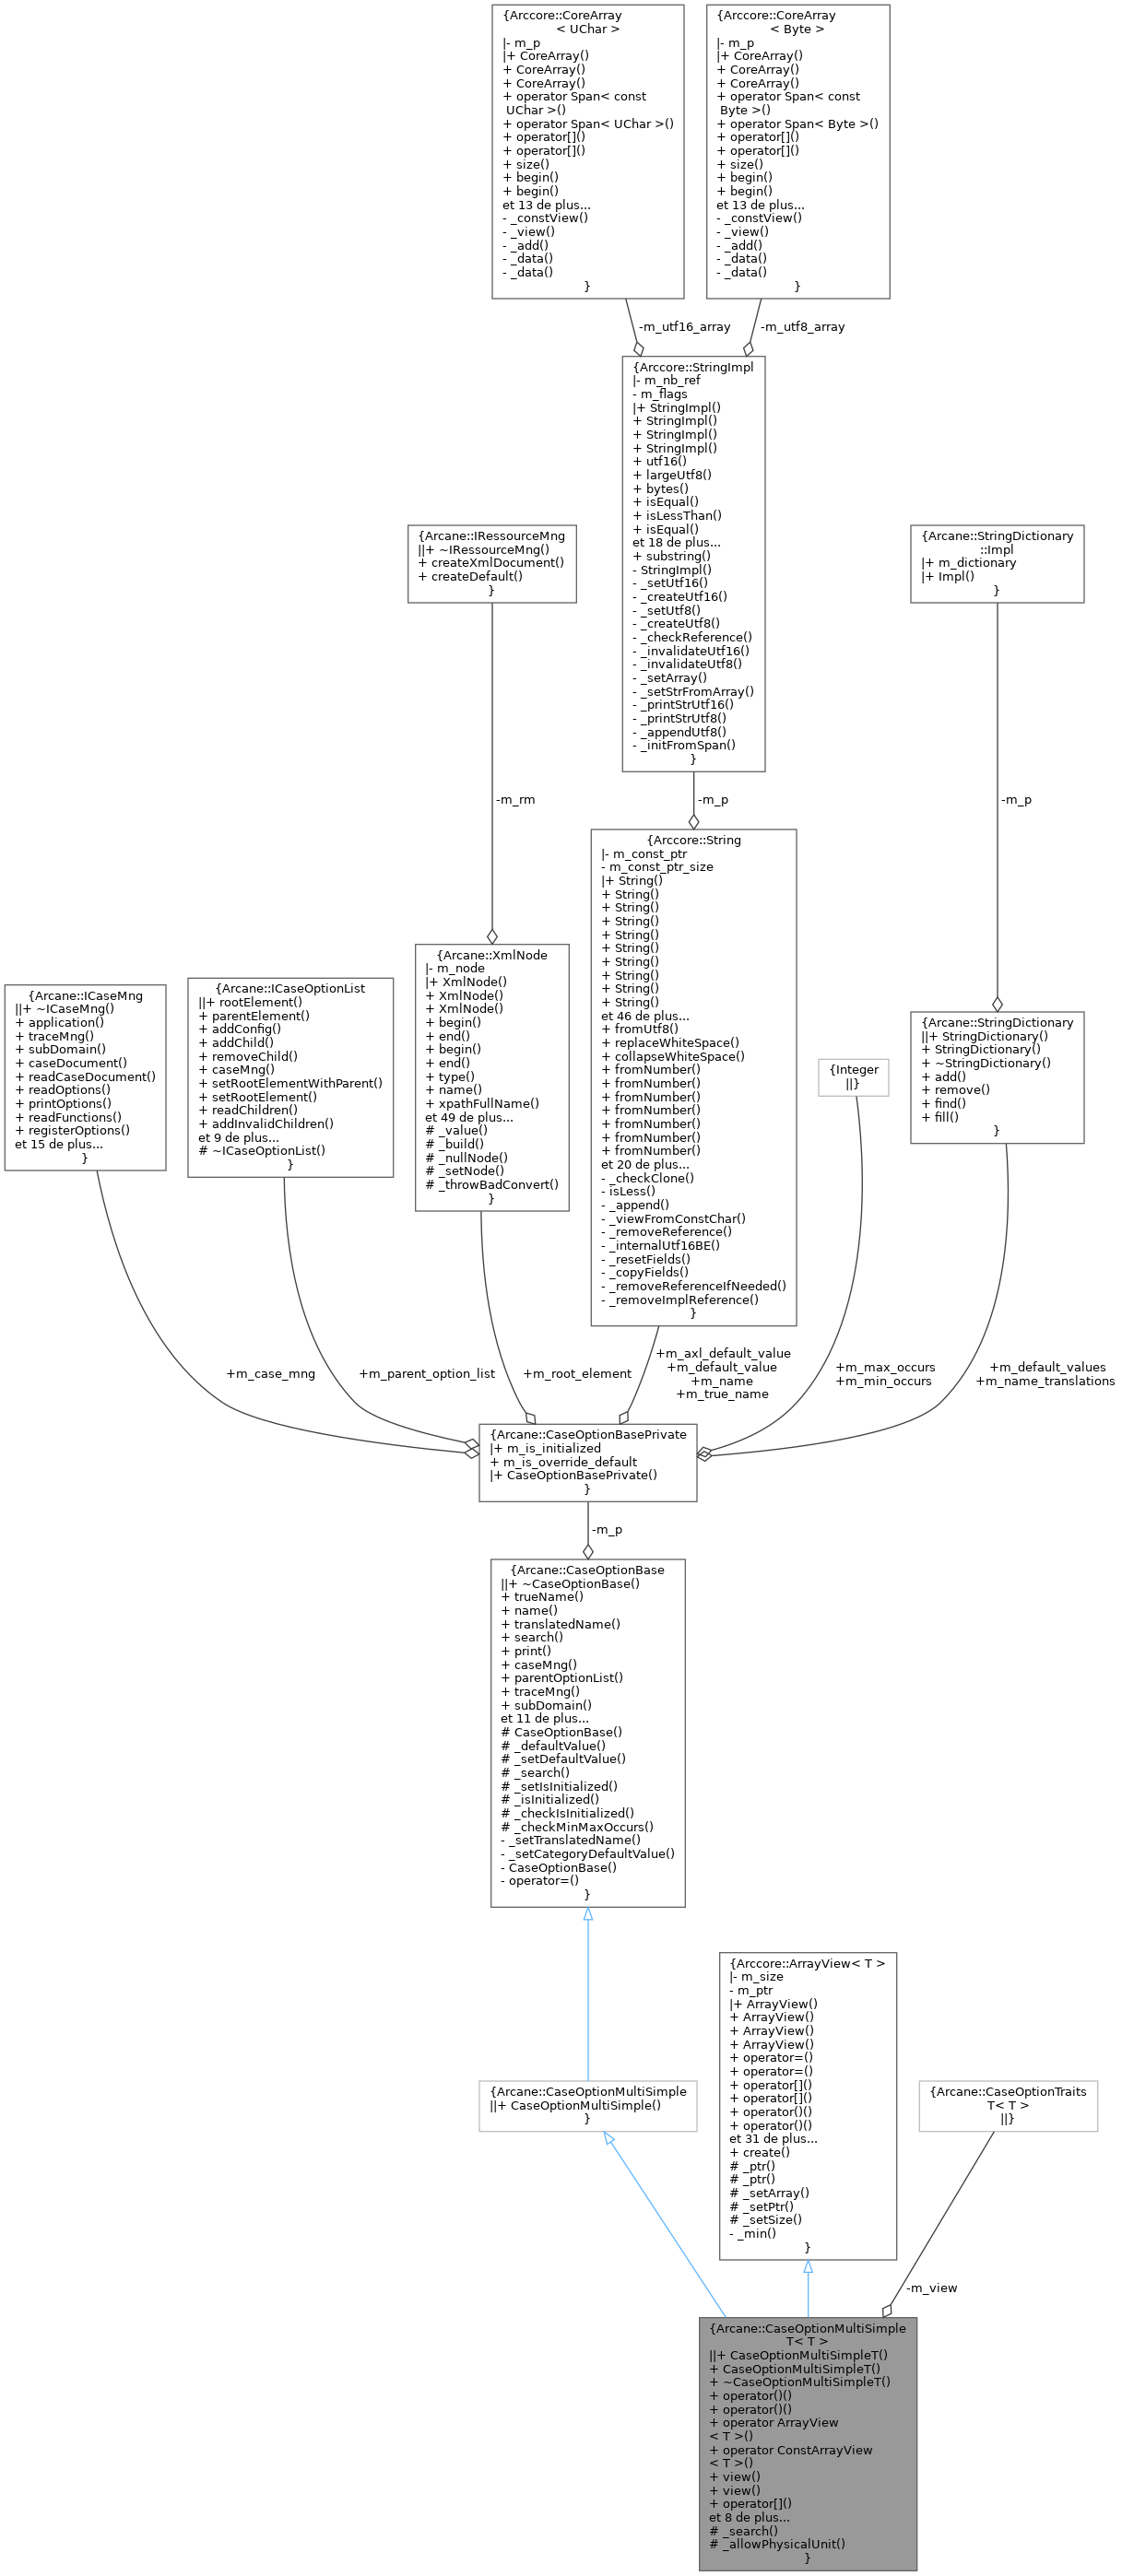 {Arccore::CoreArray
< UChar >
|- m_p
|+ CoreArray()
+ CoreArray()
+ CoreArray()
+ operator Span< const
UChar >()
+ operator Span< UChar >()
+ operator[]()
+ operator[]()
+ size()
+ begin()
+ begin()
et 13 de plus...
- _constView()
- _view()
- _add()
- _data()
- _data()
}
{Arccore::CoreArray
< Byte >
|- m_p
|+ CoreArray()
+ CoreArray()
+ CoreArray()
+ operator Span< const
Byte >()
+ operator Span< Byte >()
+ operator[]()
+ operator[]()
+ size()
+ begin()
+ begin()
et 13 de plus...
- _constView()
- _view()
- _add()
- _data()
- _data()
}
-m_utf16_array
-m_utf8_array
{Arccore::StringImpl
|- m_nb_ref
- m_flags
|+ StringImpl()
+ StringImpl()
+ StringImpl()
+ StringImpl()
+ utf16()
+ largeUtf8()
+ bytes()
+ isEqual()
+ isLessThan()
+ isEqual()
et 18 de plus...
+ substring()
- StringImpl()
- _setUtf16()
- _createUtf16()
- _setUtf8()
- _createUtf8()
- _checkReference()
- _invalidateUtf16()
- _invalidateUtf8()
- _setArray()
- _setStrFromArray()
- _printStrUtf16()
- _printStrUtf8()
- _appendUtf8()
- _initFromSpan()
}
{Arcane::IRessourceMng
||+ ~IRessourceMng()
+ createXmlDocument()
+ createDefault()
}
{Arcane::StringDictionary
::Impl
|+ m_dictionary
|+ Impl()
}
-m_rm
-m_p
-m_p
{Arccore::String
|- m_const_ptr
- m_const_ptr_size
|+ String()
+ String()
+ String()
+ String()
+ String()
+ String()
+ String()
+ String()
+ String()
+ String()
et 46 de plus...
+ fromUtf8()
+ replaceWhiteSpace()
+ collapseWhiteSpace()
+ fromNumber()
+ fromNumber()
+ fromNumber()
+ fromNumber()
+ fromNumber()
+ fromNumber()
+ fromNumber()
et 20 de plus...
- _checkClone()
- isLess()
- _append()
- _viewFromConstChar()
- _removeReference()
- _internalUtf16BE()
- _resetFields()
- _copyFields()
- _removeReferenceIfNeeded()
- _removeImplReference()
}
{Arcane::XmlNode
|- m_node
|+ XmlNode()
+ XmlNode()
+ XmlNode()
+ begin()
+ end()
+ begin()
+ end()
+ type()
+ name()
+ xpathFullName()
et 49 de plus...
# _value()
# _build()
# _nullNode()
# _setNode()
# _throwBadConvert()
}
{Arcane::ICaseMng
||+ ~ICaseMng()
+ application()
+ traceMng()
+ subDomain()
+ caseDocument()
+ readCaseDocument()
+ readOptions()
+ printOptions()
+ readFunctions()
+ registerOptions()
et 15 de plus...
}
{Arcane::ICaseOptionList
||+ rootElement()
+ parentElement()
+ addConfig()
+ addChild()
+ removeChild()
+ caseMng()
+ setRootElementWithParent()
+ setRootElement()
+ readChildren()
+ addInvalidChildren()
et 9 de plus...
# ~ICaseOptionList()
}
{Integer
||}
{Arcane::StringDictionary
||+ StringDictionary()
+ StringDictionary()
+ ~StringDictionary()
+ add()
+ remove()
+ find()
+ fill()
}
+m_case_mng
+m_parent_option_list
+m_root_element
+m_axl_default_value
+m_default_value
+m_name
+m_true_name
+m_max_occurs
+m_min_occurs
+m_default_values
+m_name_translations
{Arcane::CaseOptionBasePrivate
|+ m_is_initialized
+ m_is_override_default
|+ CaseOptionBasePrivate()
}
-m_p
{Arcane::CaseOptionBase
||+ ~CaseOptionBase()
+ trueName()
+ name()
+ translatedName()
+ search()
+ print()
+ caseMng()
+ parentOptionList()
+ traceMng()
+ subDomain()
et 11 de plus...
# CaseOptionBase()
# _defaultValue()
# _setDefaultValue()
# _search()
# _setIsInitialized()
# _isInitialized()
# _checkIsInitialized()
# _checkMinMaxOccurs()
- _setTranslatedName()
- _setCategoryDefaultValue()
- CaseOptionBase()
- operator=()
}
{Arccore::ArrayView< T >
|- m_size
- m_ptr
|+ ArrayView()
+ ArrayView()
+ ArrayView()
+ ArrayView()
+ operator=()
+ operator=()
+ operator[]()
+ operator[]()
+ operator()()
+ operator()()
et 31 de plus...
+ create()
# _ptr()
# _ptr()
# _setArray()
# _setPtr()
# _setSize()
- _min()
}
{Arcane::CaseOptionMultiSimple
||+ CaseOptionMultiSimple()
}
{Arcane::CaseOptionTraits
T< T >
||}
-m_view
{Arcane::CaseOptionMultiSimple
T< T >
||+ CaseOptionMultiSimpleT()
+ CaseOptionMultiSimpleT()
+ ~CaseOptionMultiSimpleT()
+ operator()()
+ operator()()
+ operator ArrayView
< T >()
+ operator ConstArrayView
< T >()
+ view()
+ view()
+ operator[]()
et 8 de plus...
# _search()
# _allowPhysicalUnit()
}